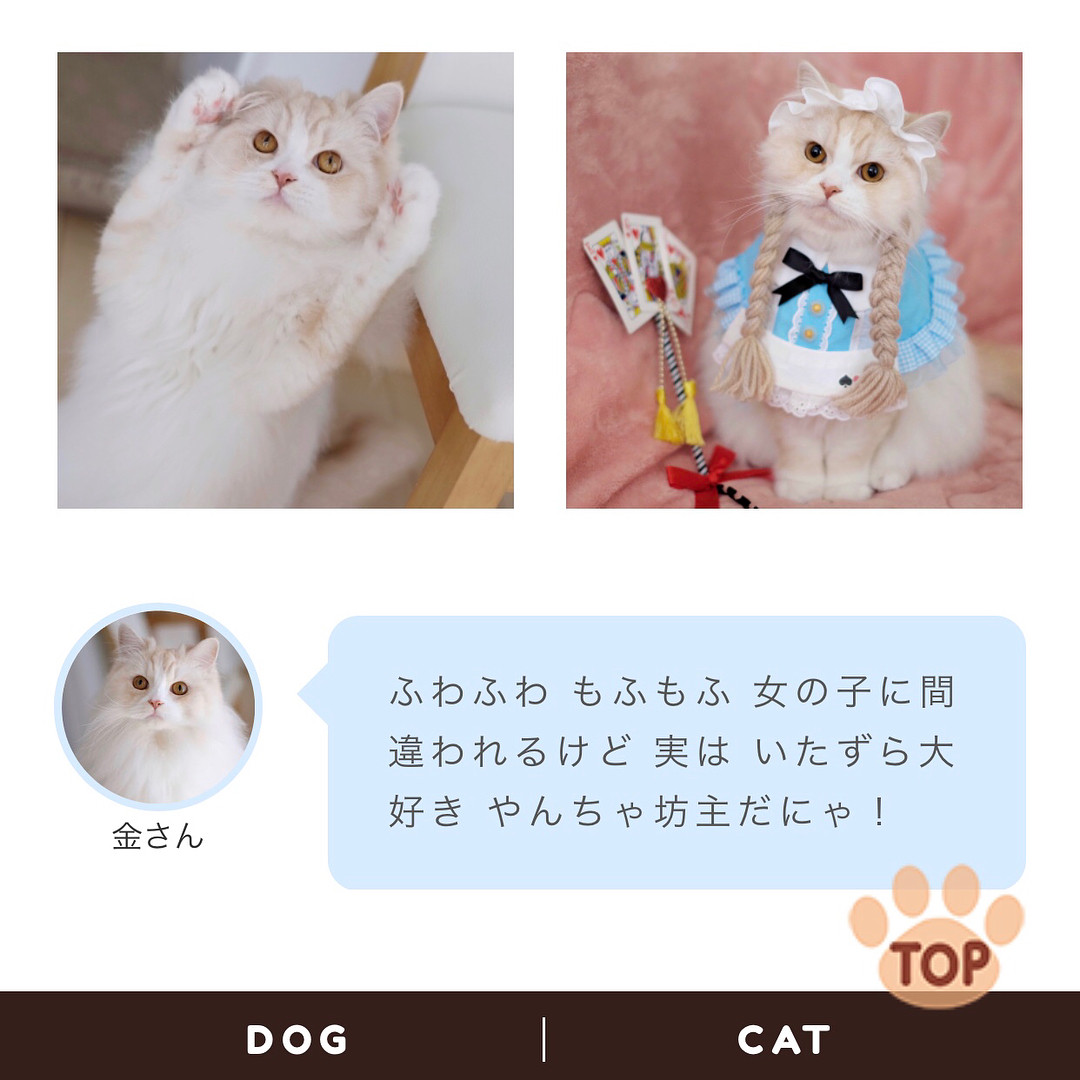 ふわふわ もふもふ 女の子に間
違われるけど 実は いたずら大
好き やんちゃ坊主だにゃ！
金さん
TOP
DOG
CAT